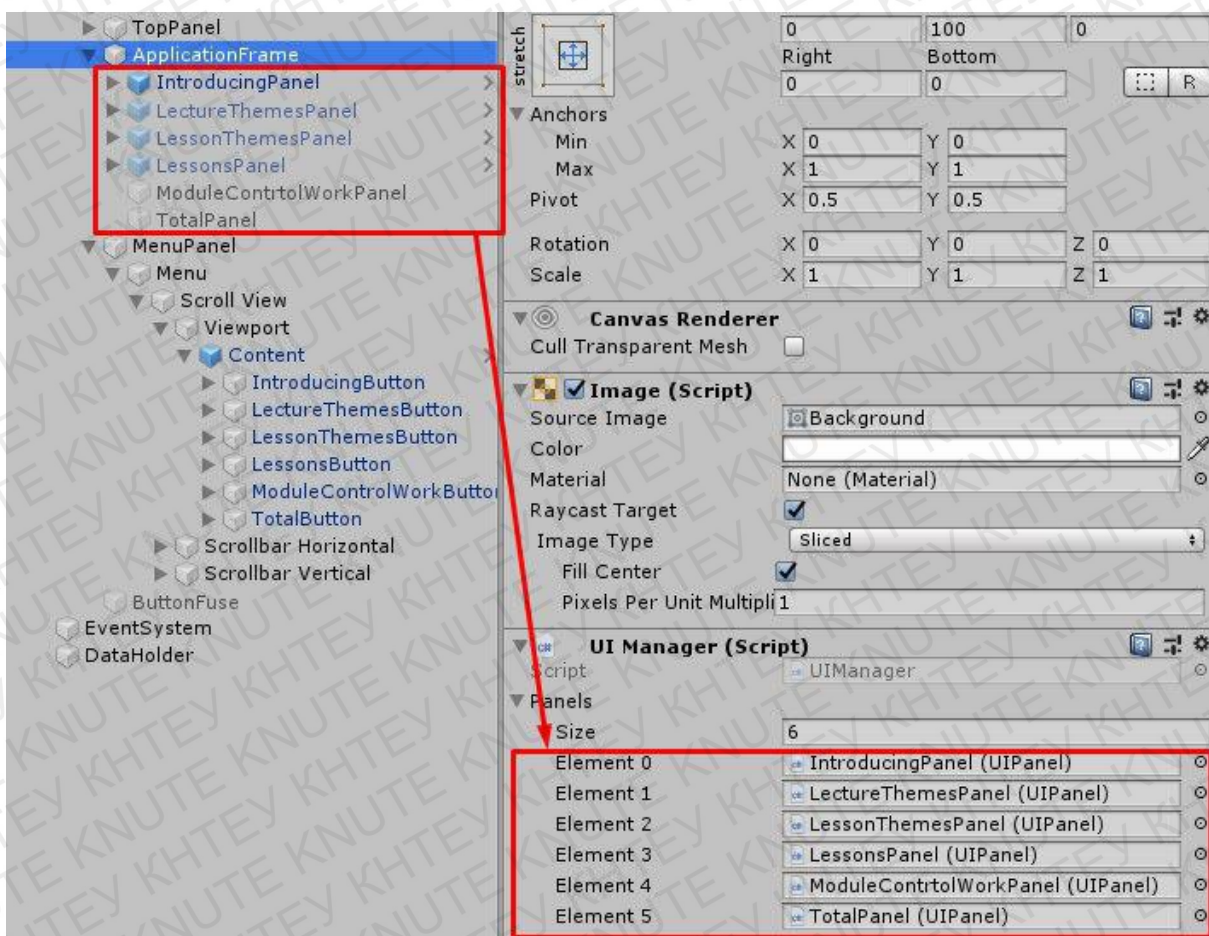 TopPanel
ApplicationFrame
IntroducingPanel
LectureThemesPanel
LessonThemesPanel
LessonsPanel
ModuleContrtolWorkPanel
TotalPanel
MenuPanel
Menu
Scroll View
Viewport
Content
IntroducingButton
LectureThemesButton
LessonThemesButton
LessonsButton
ModuleControlWorkButton
TotalButton
Scrollbar Horizontal
Scrollbar Vertical
ButtonFuse
EventSystem
DataHolder
stretch
0 100 0
Right Bottom
0 0 R
Anchors
Min X 0 Y 0
Max X 1 Y 1
Pivot X 0.5 Y 0.5
Rotation X 0 Y 0 Z 0
Scale X 1 Y 1 Z 1
Canvas Renderer
Cull Transparent Mesh
Image (Script)
Source Image Background
Color
Material None (Material)
Raycast Target
Image Type Sliced
Fill Center
Pixels Per Unit Multipli 1
c# UI Manager (Script)
Script UIManager
Panels
Size 6
Element 0 IntroducingPanel (UIPanel)
Element 1 LectureThemesPanel (UIPanel)
Element 2 LessonThemesPanel (UIPanel)
Element 3 LessonsPanel (UIPanel)
Element 4 ModuleContrtolWorkPanel (UIPanel)
Element 5 TotalPanel (UIPanel)